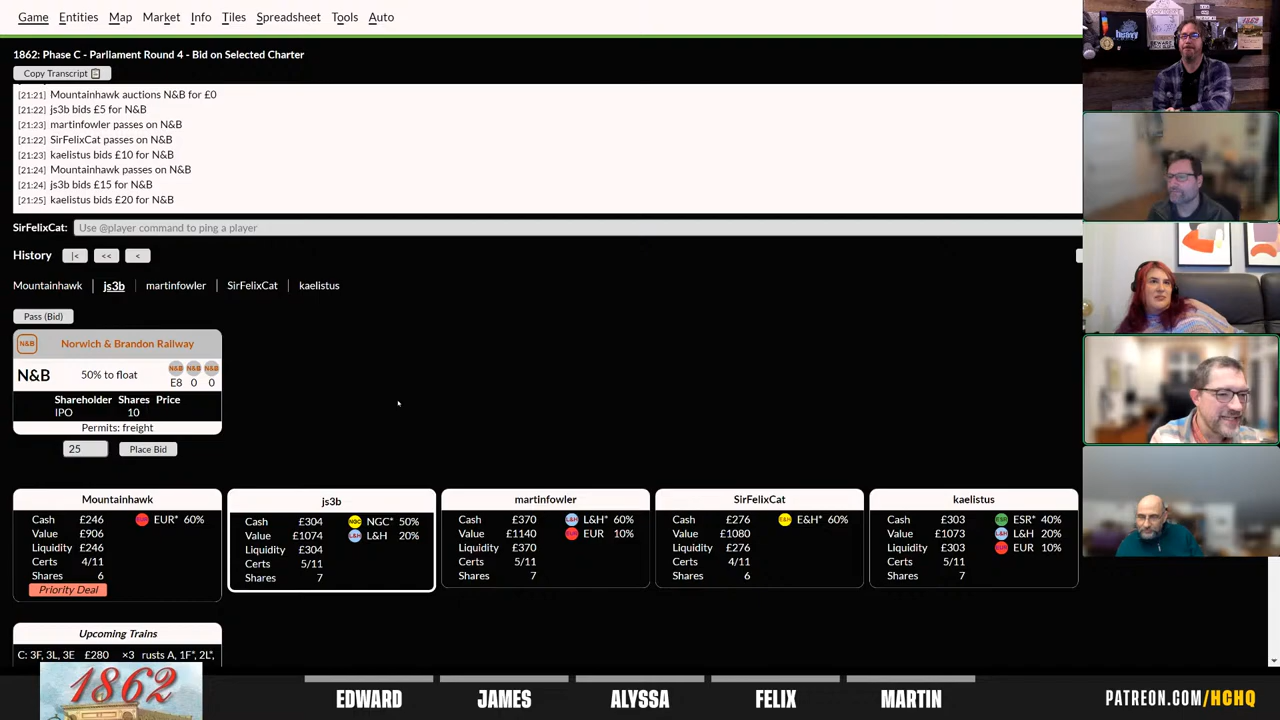 Game Entities Map Market Info Tiles Spreadsheet Tools Auto
1862: Phase C - Parliament Round 4 - Bid on Selected Charter
Copy Transcript
[21:21] Mountainhawk auctions N&B for £0
[21:22] js3b bids £5 for N&B
[21:23] martinfowler passes on N&B
[21:22] SirFelixCat passes on N&B
[21:23] kaelistus bids £10 for N&B
[21:24] Mountainhawk passes on N&B
[21:24] js3b bids £15 for N&B
[21:25] kaelistus bids £20 for N&B
SirFelixCat: Use @player command to ping a player
History |< << <
Mountainhawk js3b martinfowler SirFelixCat kaelistus
Pass (Bid)
N&B Norwich & Brandon Railway
N&B 50% to float N&B N&B N&B
E8 0 0
Shareholder Shares Price
IPO 10
Permits: freight
25 Place Bid
Mountainhawk
Cash £246 EUR* 60%
Value £906
Liquidity £246
Certs 4/11
Shares 6
Priority Deal
js3b
Cash £304 NGC NGC* 50%
Value £1074 L&H L&H 20%
Liquidity £304
Certs 5/11
Shares 7
martinfowler
Cash £370 L&H L&H* 60%
Value £1140 EUR 10%
Liquidity £370
Certs 5/11
Shares 7
SirFelixCat
Cash £276 E&H E&H* 60%
Value £1080
Liquidity £276
Certs 4/11
Shares 6
kaelistus
Cash £303 ESR ESR* 40%
Value £1073 L&H L&H 20%
Liquidity £303 EUR 10%
Certs 5/11
Shares 7
Upcoming Trains
C: 3F, 3L, 3E £280 ×3 rusts A, 1F*, 2L*,
1862
EDWARD JAMES ALYSSA FELIX MARTIN
PATREON.COM/HCHQ
history
1862